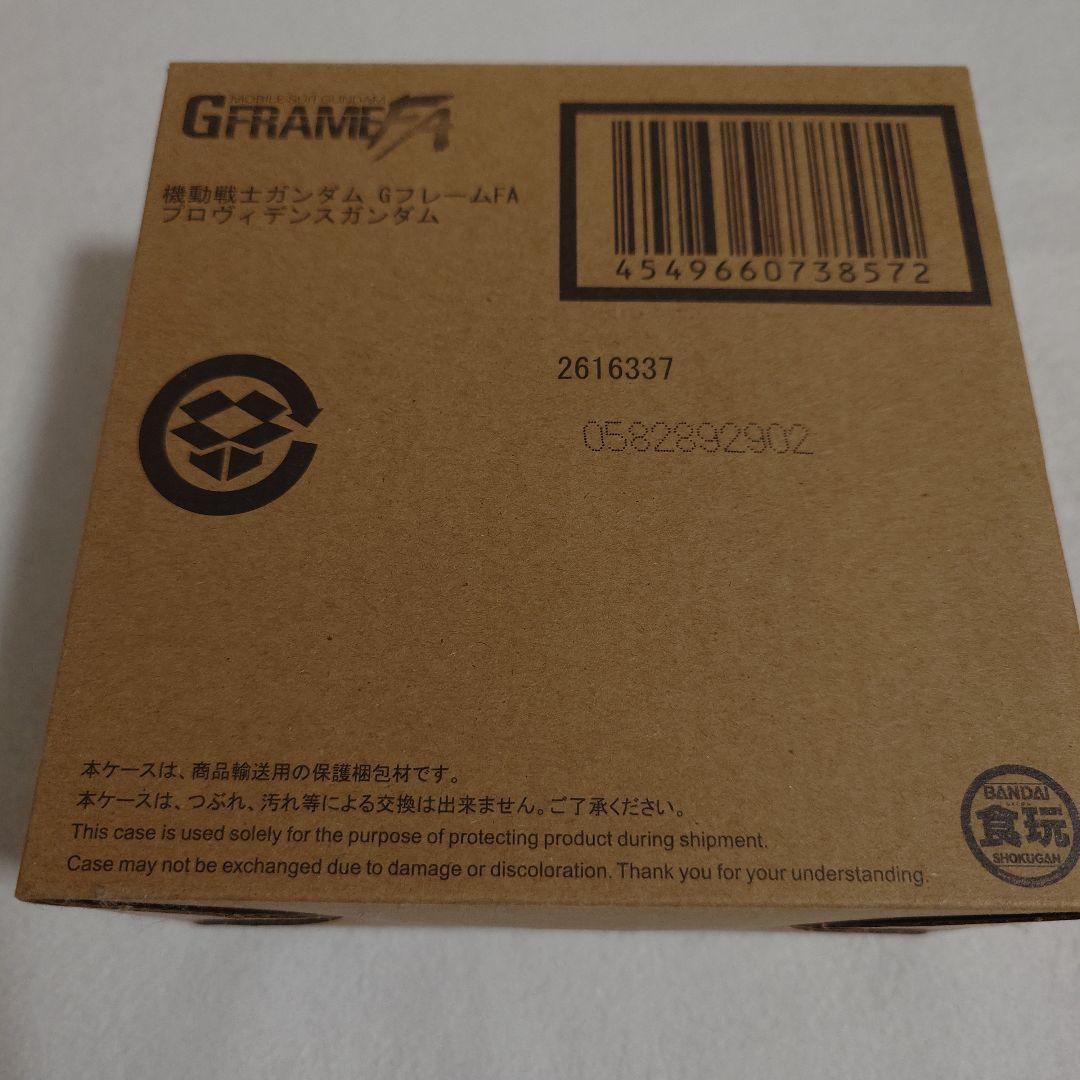 MOBILE SUIT GUNDAM
GFRAMEFA
機動戦士ガンダム GフレームFA
プロヴィデンスガンダム
4549660738572
2616337
0582892902
本ケースは、商品輸送用の保護梱包材です。
本ケースは、つぶれ、汚れ等による交換は出来ません。ご了承ください。
This case is used solely for the purpose of protecting product during shipment.
Case may not be exchanged due to damage or discoloration. Thank you for your understanding.
BANDAI
食玩
SHOKUGAN